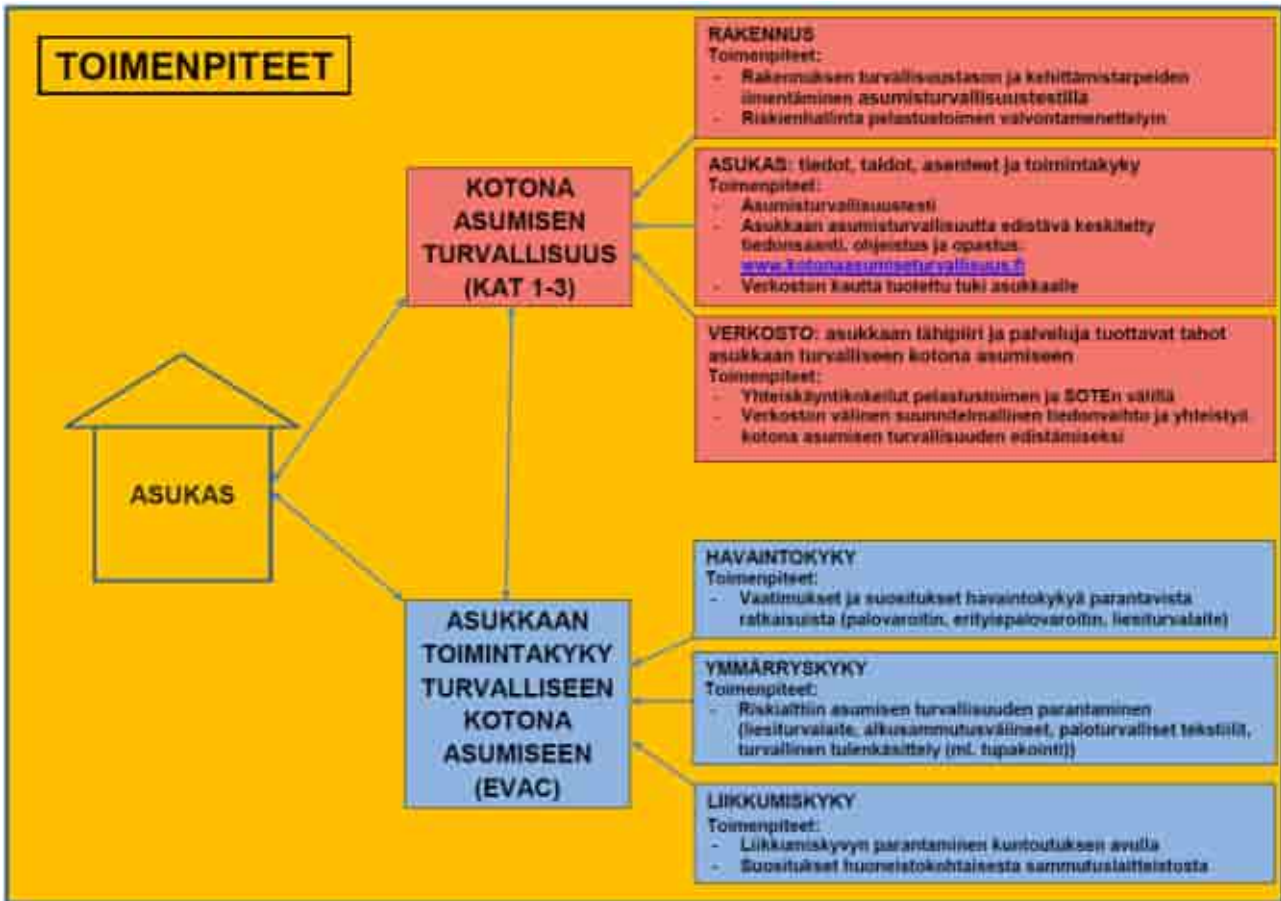 TOIMENPITEET
RAKENNUS
Toimenpiteet:
- Rakennuksen turvallisuustason ja kehittämistarpeiden
ilmentäminen asumisturvallisuustestillä
- Riskienhallinta pelastustoimen valvontamenettelyin
KOTONA
ASUMISEN
TURVALLISUUS
(KAT 1-3)
ASUKAS: tiedot, taidot, asenteet ja toimintakyky
Toimenpiteet:
- Asumisturvallisuustesti
- Asukkaan asumisturvallisuutta edistävä keskitetty
tiedonsaanti, ohjeistus ja opastus:
www.kotonaasumiseturvallisuus.fi
- Verkoston kautta tuotettu tuki asukkaalle
VERKOSTO: asukkaan lähipiiri ja palveluja tuottavat tahot
asukkaan turvalliseen kotona asumiseen
Toimenpiteet:
- Yhteiskäyntikokeilut pelastustoimen ja SOTEn välillä
- Verkoston välinen suunnitelmallinen tiedonvaihto ja yhteistyö
kotona asumisen turvallisuuden edistämiseksi
ASUKAS
ASUKKAAN
TOIMINTAKYKY
TURVALLISEEN
KOTONA
ASUMISEEN
(EVAC)
HAVAINTOKYKY
Toimenpiteet:
- Vaatimukset ja suositukset havaintokykyä parantavista
ratkaisuista (palovaroitin, erityispalovaroitin, liesiturvalaite)
YMMÄRRYSKYKY
Toimenpiteet:
- Riskialttiin asumisen turvallisuuden parantaminen
(liesiturvalaite, alkusammutusvälineet, paloturvalliset tekstiilit,
turvallinen tulenkäsittely (ml. tupakointi))
LIIKKUMISKYKY
Toimenpiteet:
- Liikkumiskyvyn parantaminen kuntoutuksen avulla
- Suositukset huoneistokohtaisesta sammutuslaitteistosta